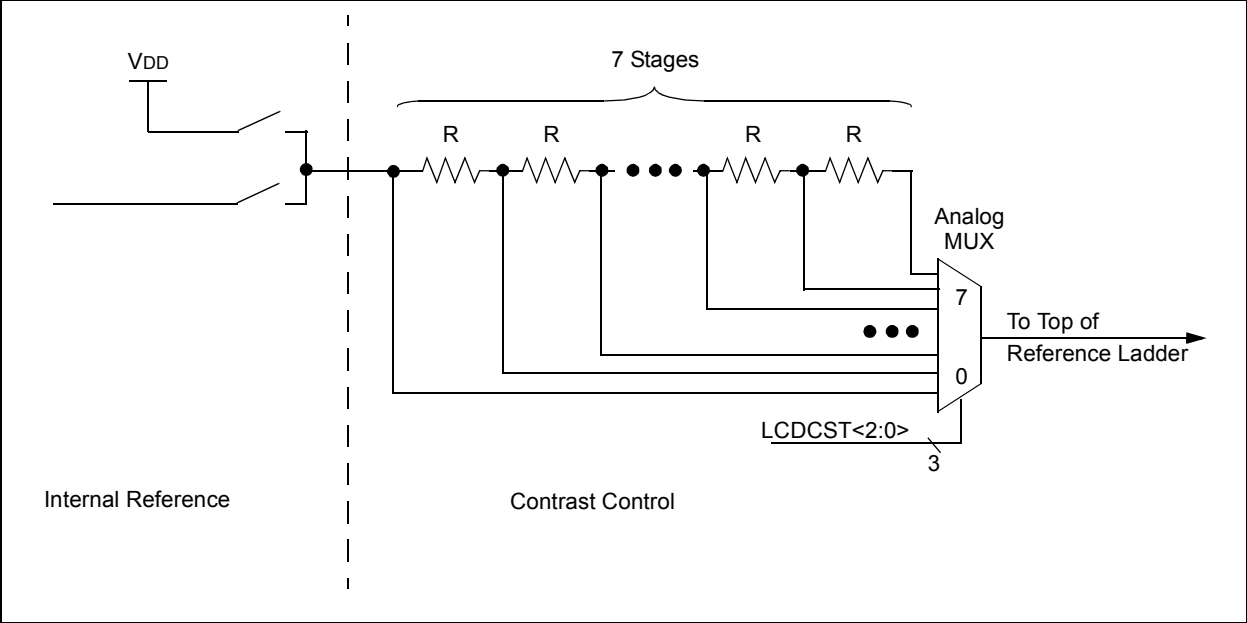 VDD
7 Stages
R
R
R
R
Analog
MUX
7
To Top of
Reference Ladder
0
LCDCST<2:0>
3
Internal Reference
Contrast Control